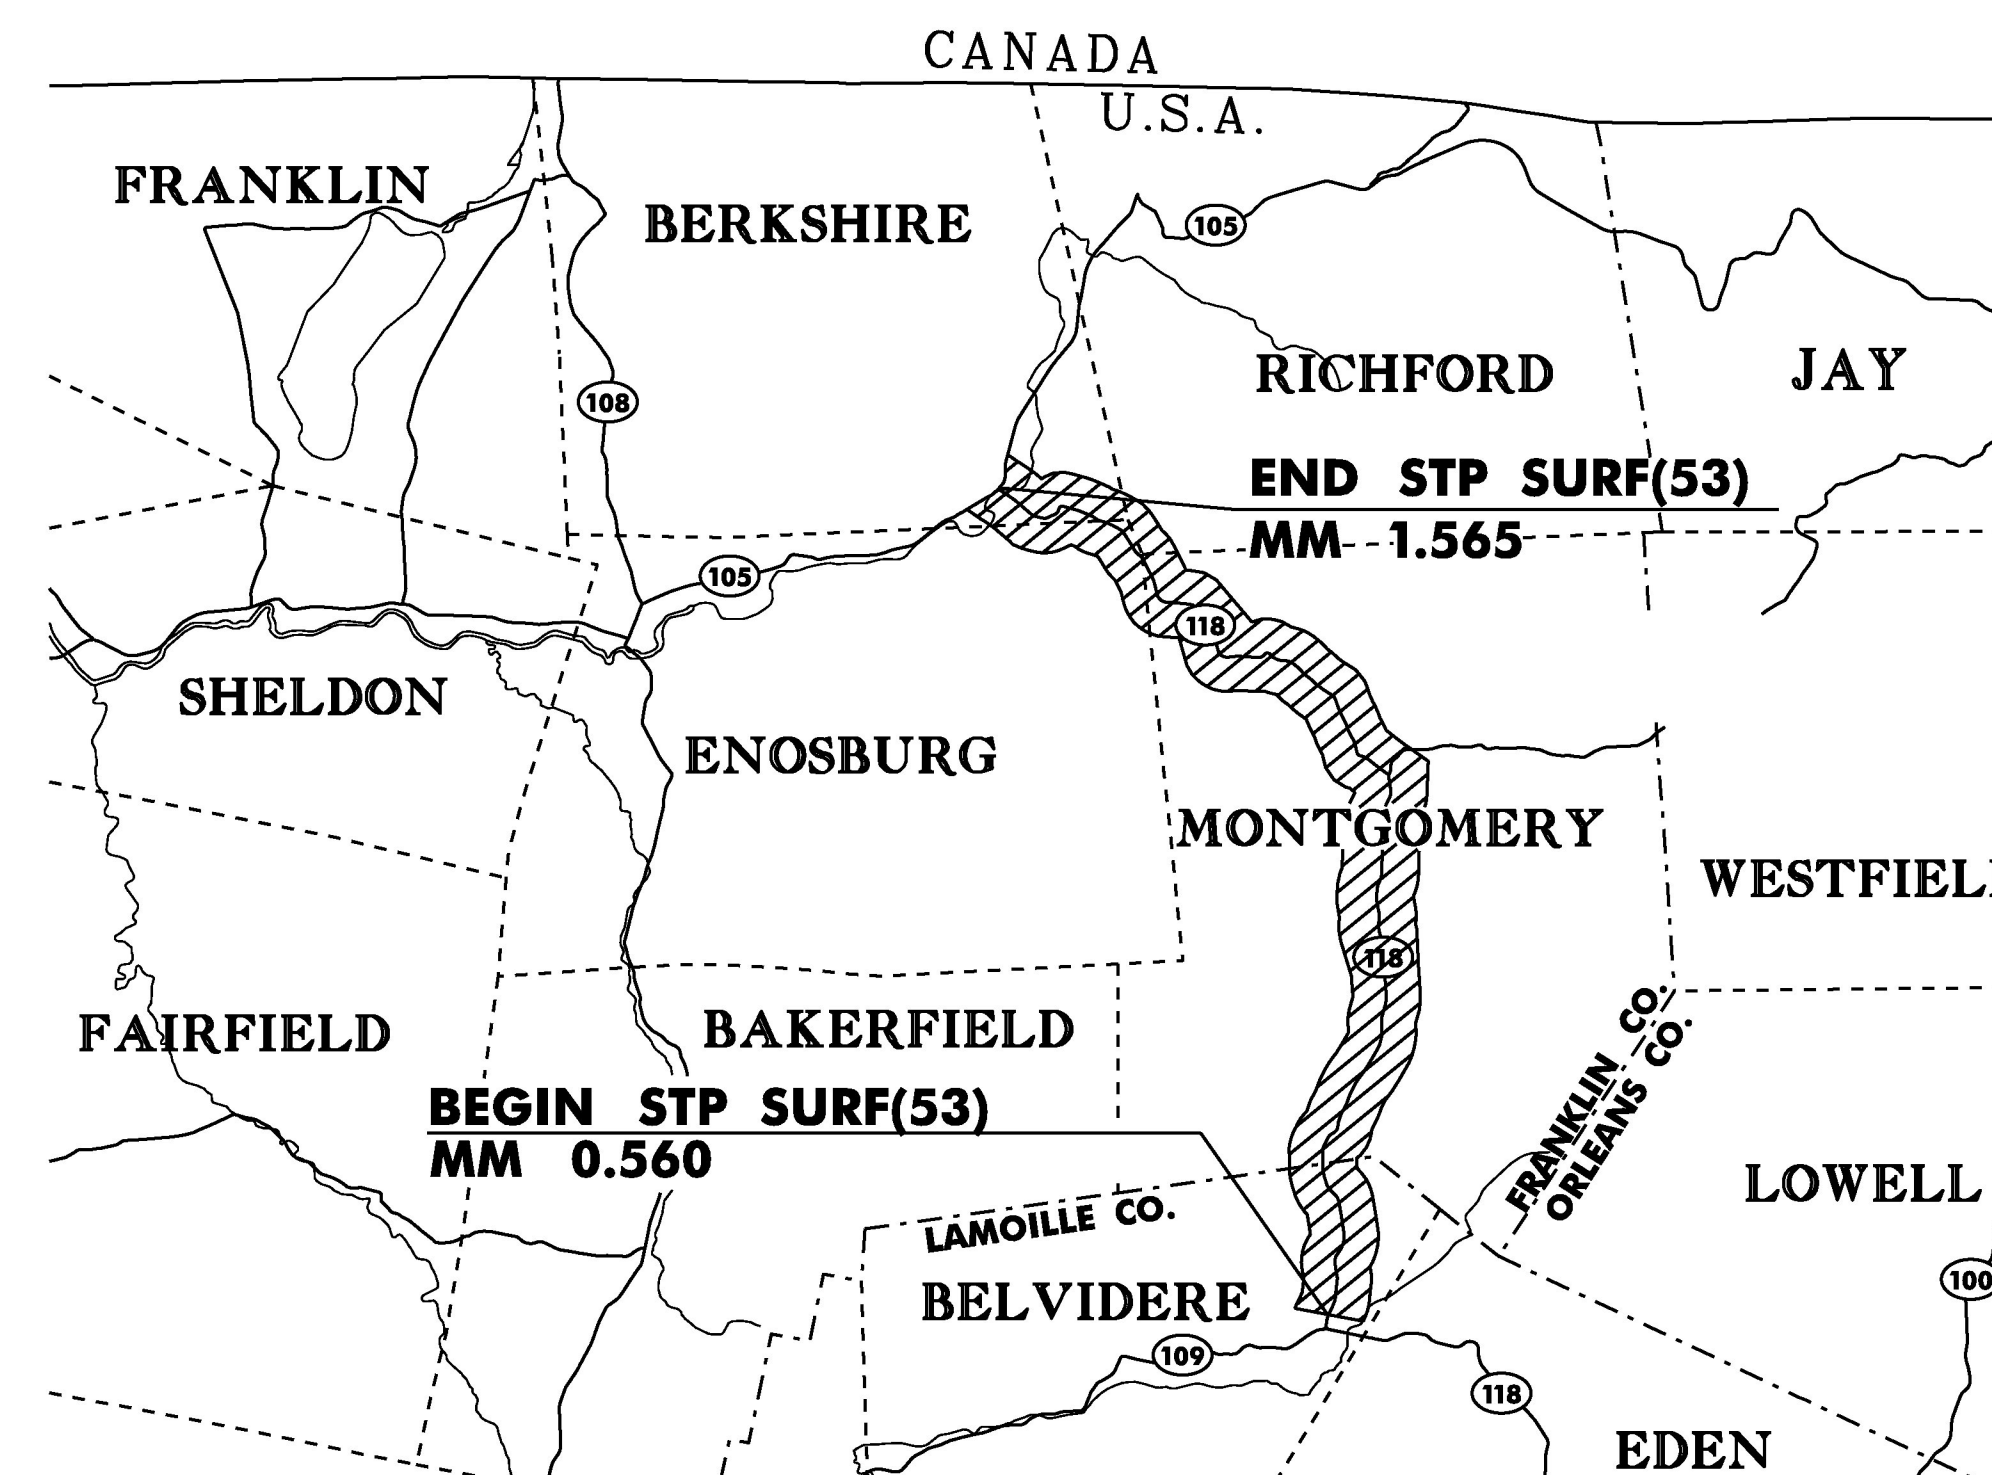 CANADA
U.S.A.
FRANKLIN
BERKSHIRE
105
RICHFORD
JAY
108
END STP SURF(53)
MM 1.565
105
118
SHELDON
ENOSBURG
MONTGOMERY
WESTFIEL
118
FAIRFIELD
BAKERFIELD
FRANKLIN CO.
ORLEANS CO.
BEGIN STP SURF(53)
MM 0.560
LOWELL
LAMOILLE CO.
BELVIDERE
100
109
118
EDEN